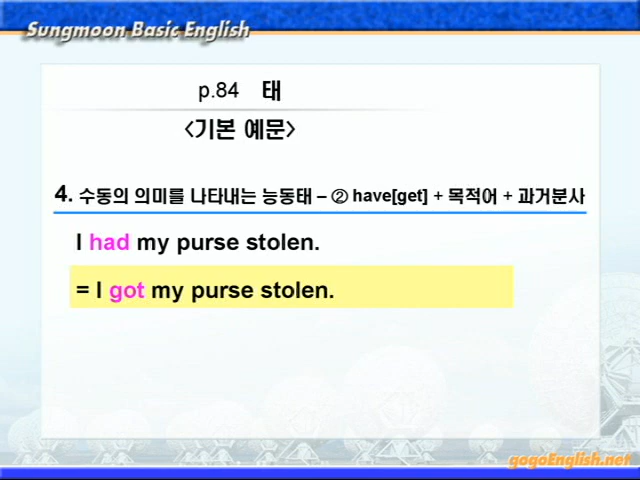 Sungmoon Basic English
p.84 태
<기본 예문>
4. 수동의 의미를 나타내는 능동태 – ② have[get] + 목적어 + 과거분사
I had my purse stolen.
= I got my purse stolen.
gogoEnglish.net